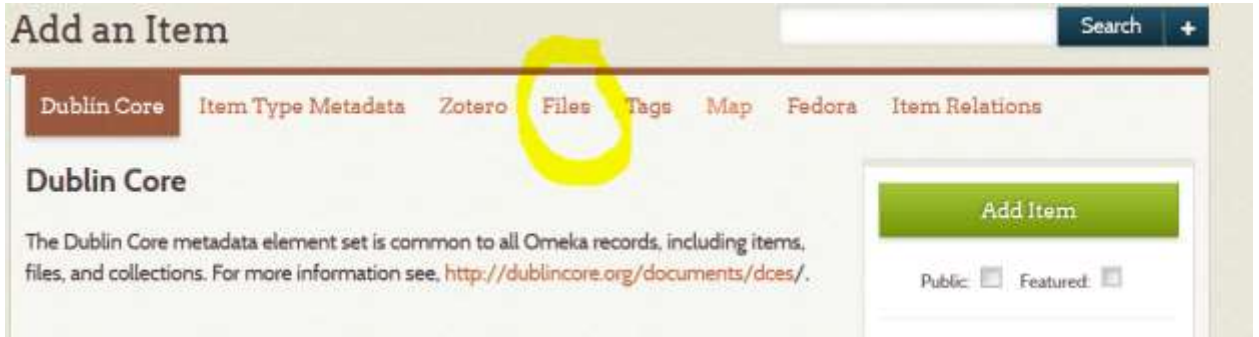 Add an Item
Search +
Dublin Core Item Type Metadata Zotero Files Tags Map Fedora Item Relations
Dublin Core
Add Item
The Dublin Core metadata element set is common to all Omeka records, including items,
files, and collections. For more information see, http://dublincore.org/documents/dces/.
Public: Featured: